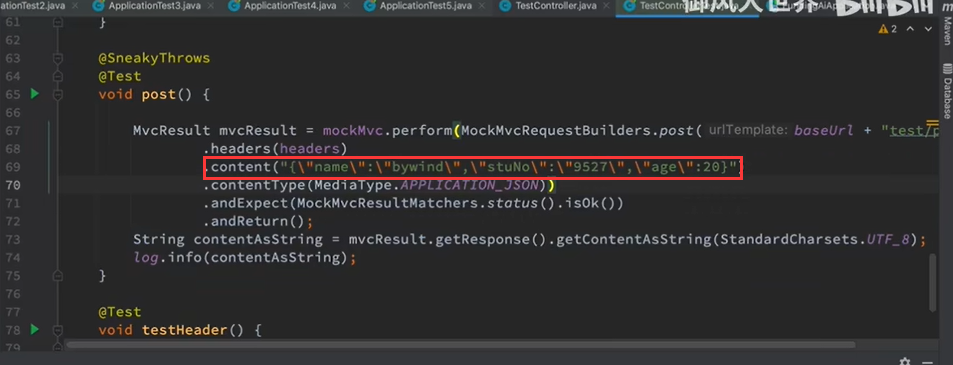 ationTest2.java ApplicationTest3.java ApplicationTest4.java ApplicationTest5.java TestController.java
61 }
62
63 @SneakyThrows
64 @Test
65 void post() {
66
67 MvcResult mvcResult = mockMvc.perform(MockMvcRequestBuilders.post( urlTemplate: baseUrl + "test/
68 .headers(headers)
69 .content("{\"name\":\"bywind\",\"stuNo\":\"9527\",\"age\":20}")
70 .contentType(MediaType.APPLICATION_JSON))
71 .andExpect(MockMvcResultMatchers.status().isOk())
72 .andReturn();
73 String contentAsString = mvcResult.getResponse().getContentAsString(StandardCharsets.UTF_8);
74 log.info(contentAsString);
75 }
76
77 @Test
78 void testHeader() {
79
2
Maven
Database